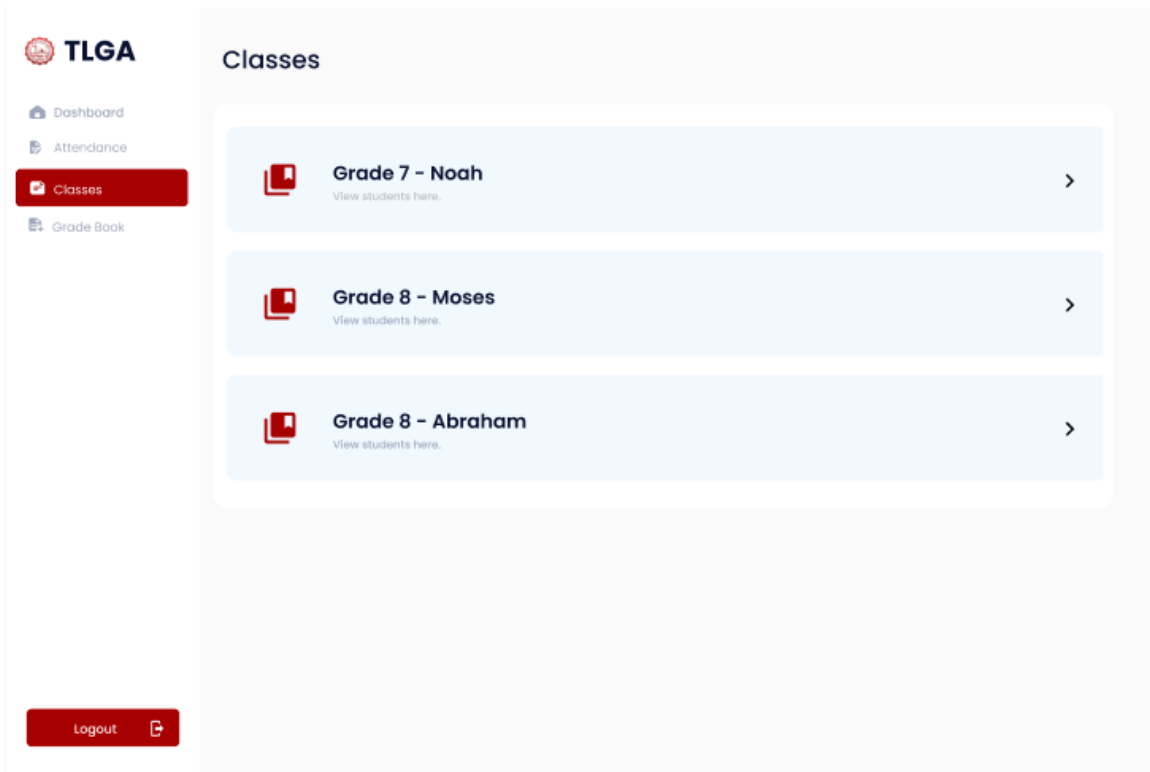 TLGA
Dashboard
Attendance
Classes
Grade Book
Logout
Classes
Grade 7 - Noah
View students here.
Grade 8 - Moses
View students here.
Grade 8 - Abraham
View students here.